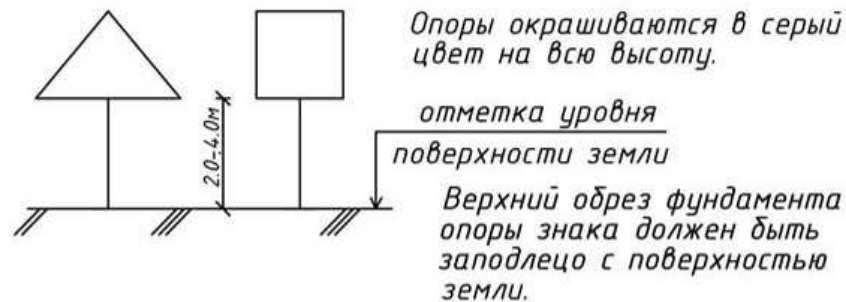 Опоры окрашиваются в серый
цвет на всю высоту.
2.0-:4.0м
отметка уровня
поверхности земли
Верхний обрез фундамента
опоры знака должен быть
заподлецо с поверхностью
земли.